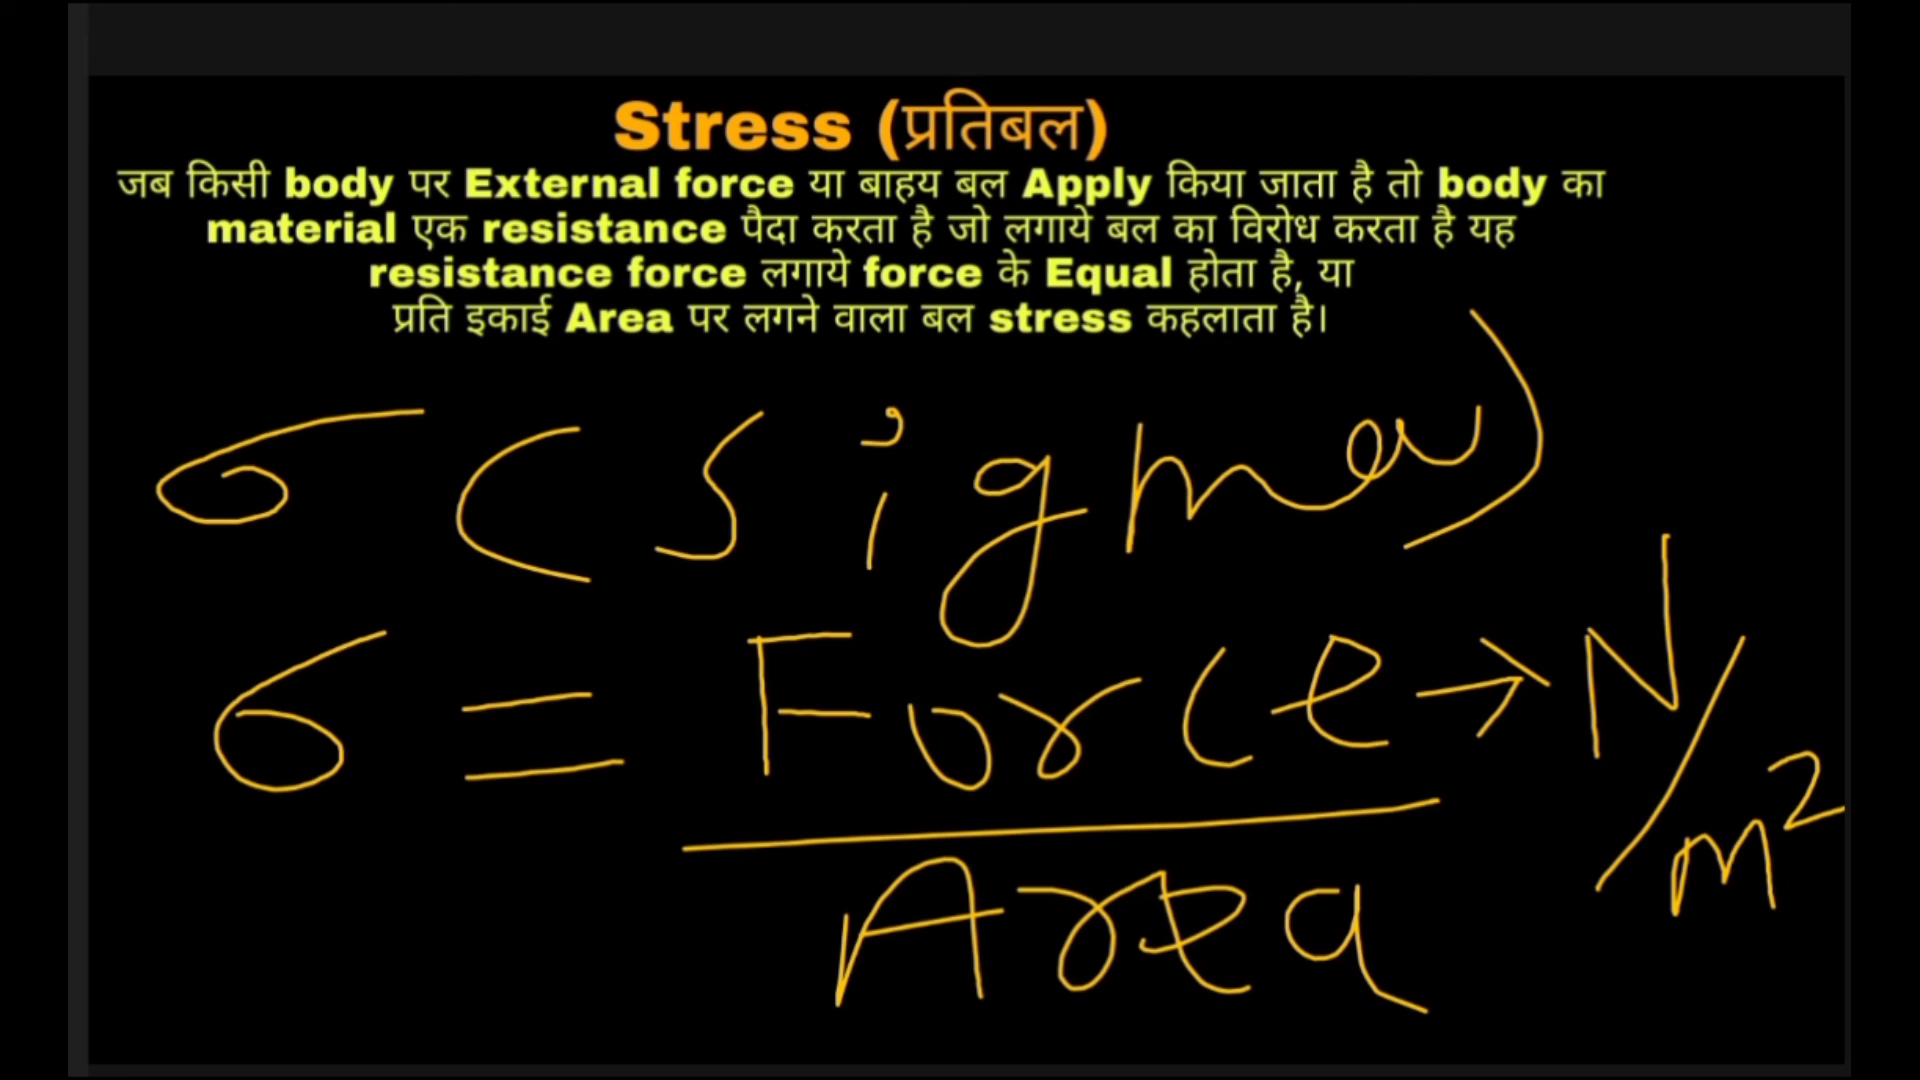 Stress (प्रतिबल)
जब किसी body पर External force या बाहय बल Apply किया जाता है तो body का
material एक resistance पैदा करता है जो लगाये बल का विरोध करता है यह
resistance force लगाये force के Equal होता है, या
प्रति इकाई Area पर लगने वाला बल stress कहलाता है।
σ (Sigma)
σ = Force → N/m²
Area